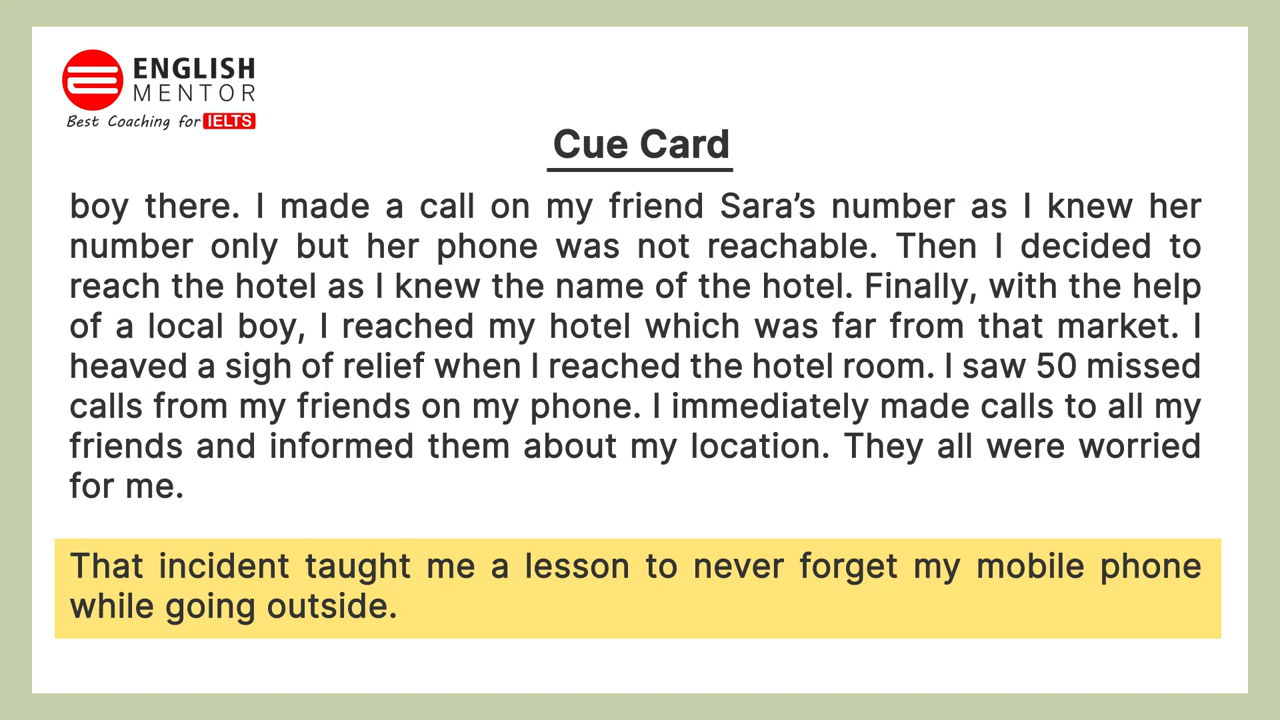 ENGLISH
MENTOR
Best Coaching for IELTS
Cue Card
boy there. I made a call on my friend Sara’s number as I knew her
number only but her phone was not reachable. Then I decided to
reach the hotel as I knew the name of the hotel. Finally, with the help
of a local boy, I reached my hotel which was far from that market. I
heaved a sigh of relief when I reached the hotel room. I saw 50 missed
calls from my friends on my phone. I immediately made calls to all my
friends and informed them about my location. They all were worried
for me.
That incident taught me a lesson to never forget my mobile phone
while going outside.